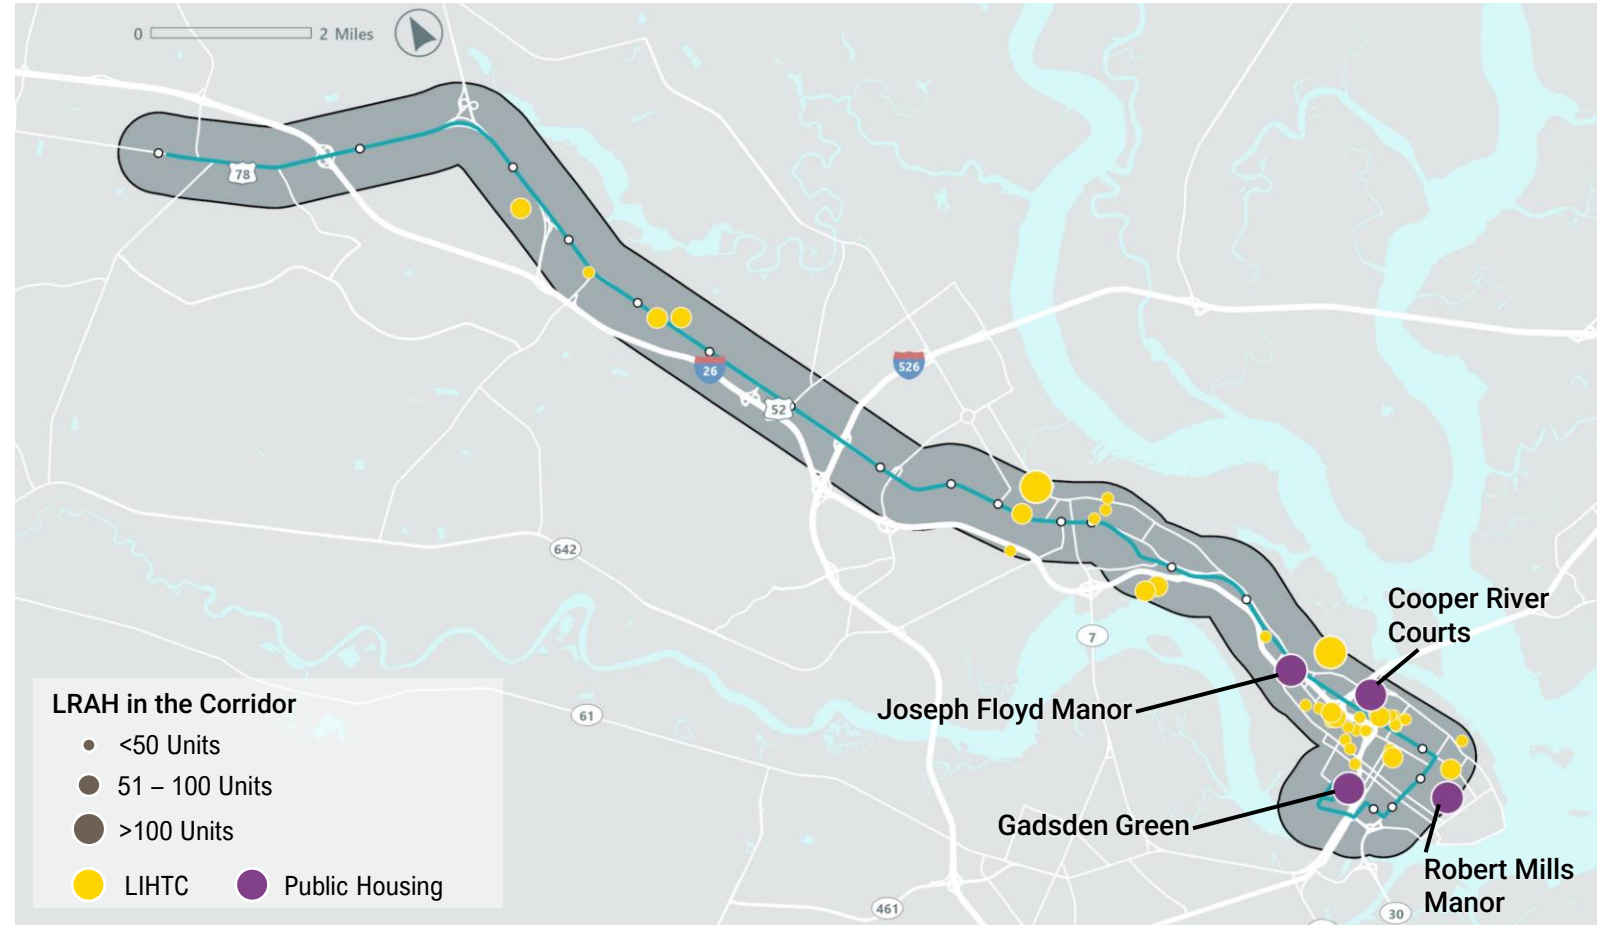 0 2 Miles
78
26
526
52
642
7
Cooper River
Courts
Joseph Floyd Manor
61
Gadsden Green
Robert Mills
Manor
461
30
LRAH in the Corridor
<50 Units
51 – 100 Units
>100 Units
LIHTC Public Housing